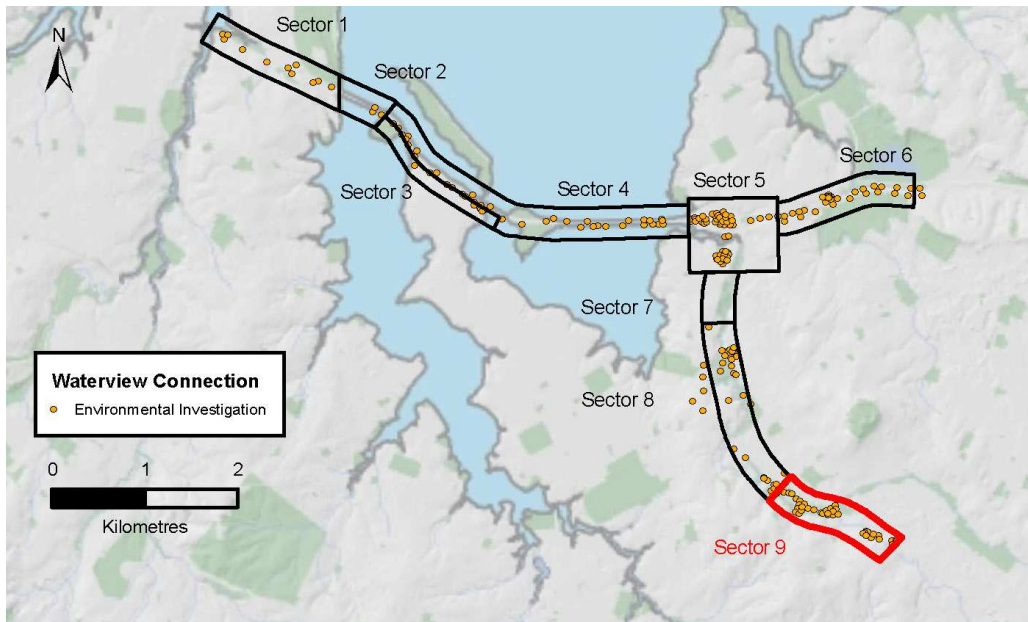 Sector 1
N
Sector 2
Sector 6
Sector 3
Sector 4
Sector 5
Sector 7
Waterview Connection
Environmental Investigation
Sector 8
0 1 2
Kilometres
Sector 9